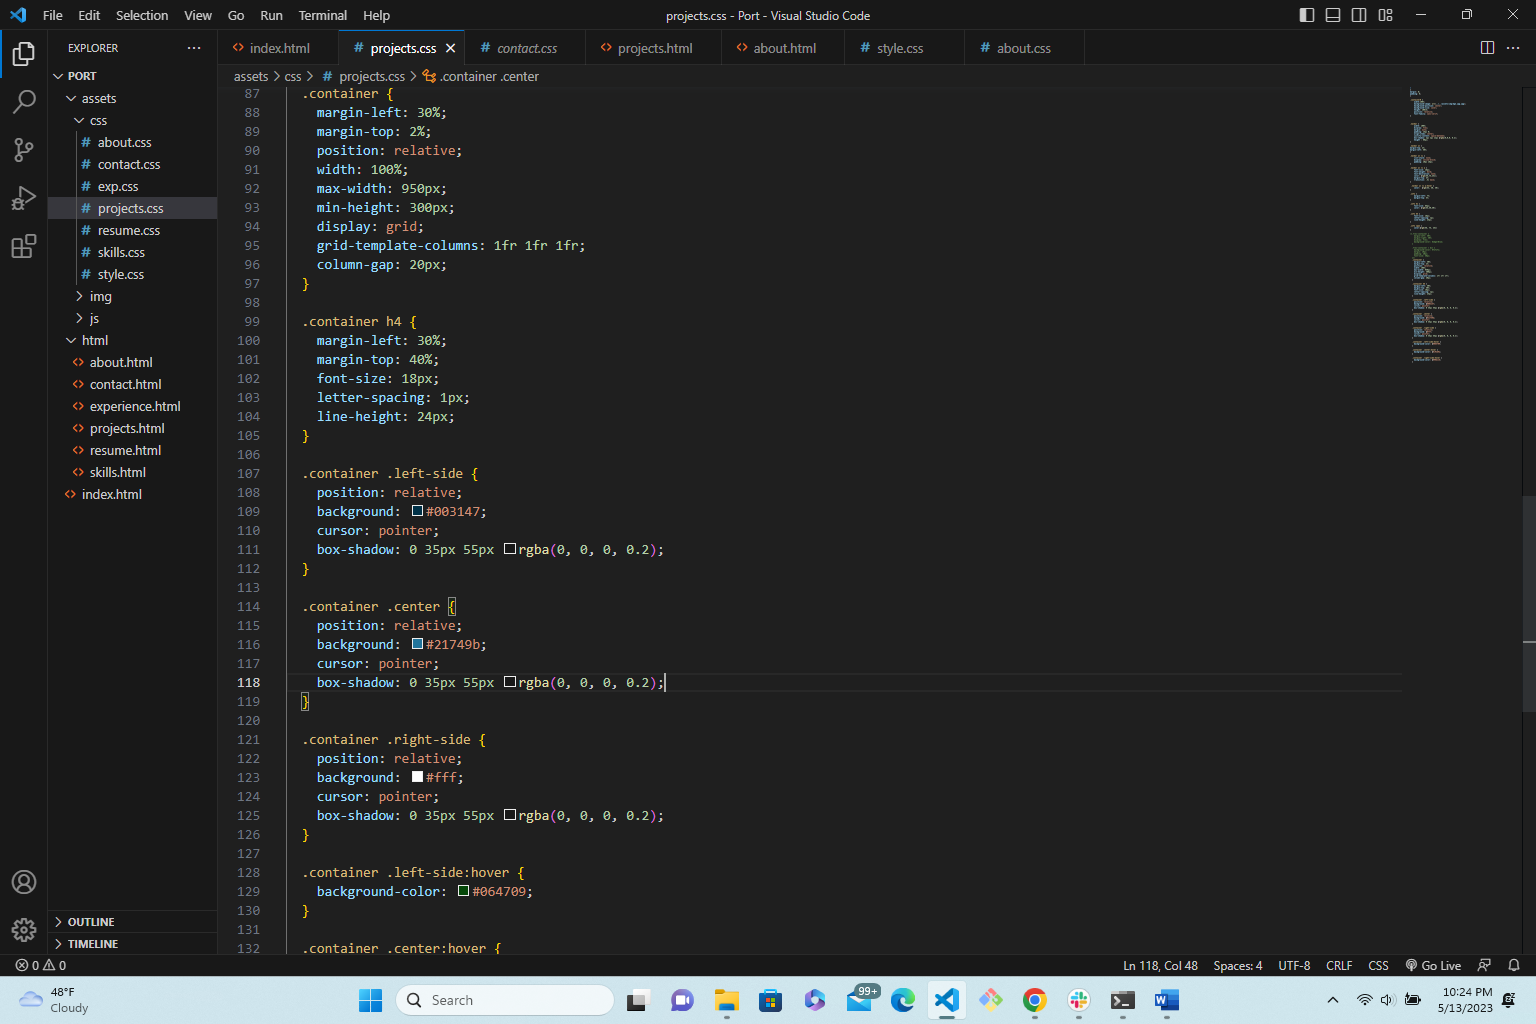 File Edit Selection View Go Run Terminal Help
projects.css - Port - Visual Studio Code
EXPLORER
PORT
assets
css
# about.css
# contact.css
# exp.css
# projects.css
# resume.css
# skills.css
# style.css
img
js
html
<> about.html
<> contact.html
<> experience.html
<> projects.html
<> resume.html
<> skills.html
<> index.html
OUTLINE
TIMELINE
<> index.html # projects.css # contact.css <> projects.html <> about.html # style.css # about.css
assets > css > # projects.css > .container .center
87 .container {
88 margin-left: 30%;
89 margin-top: 2%;
90 position: relative;
91 width: 100%;
92 max-width: 950px;
93 min-height: 300px;
94 display: grid;
95 grid-template-columns: 1fr 1fr 1fr;
96 column-gap: 20px;
97 }
98
99 .container h4 {
100 margin-left: 30%;
101 margin-top: 40%;
102 font-size: 18px;
103 letter-spacing: 1px;
104 line-height: 24px;
105 }
106
107 .container .left-side {
108 position: relative;
109 background: #003147;
110 cursor: pointer;
111 box-shadow: 0 35px 55px rgba(0, 0, 0, 0.2);
112 }
113
114 .container .center {
115 position: relative;
116 background: #21749b;
117 cursor: pointer;
118 box-shadow: 0 35px 55px rgba(0, 0, 0, 0.2);
119 }
120
121 .container .right-side {
122 position: relative;
123 background: #fff;
124 cursor: pointer;
125 box-shadow: 0 35px 55px rgba(0, 0, 0, 0.2);
126 }
127
128 .container .left-side:hover {
129 background-color: #064709;
130 }
131
132 .container .center:hover {
0 0
Ln 118, Col 48 Spaces: 4 UTF-8 CRLF CSS Go Live
48°F
Cloudy
Search
99+
10:24 PM
5/13/2023